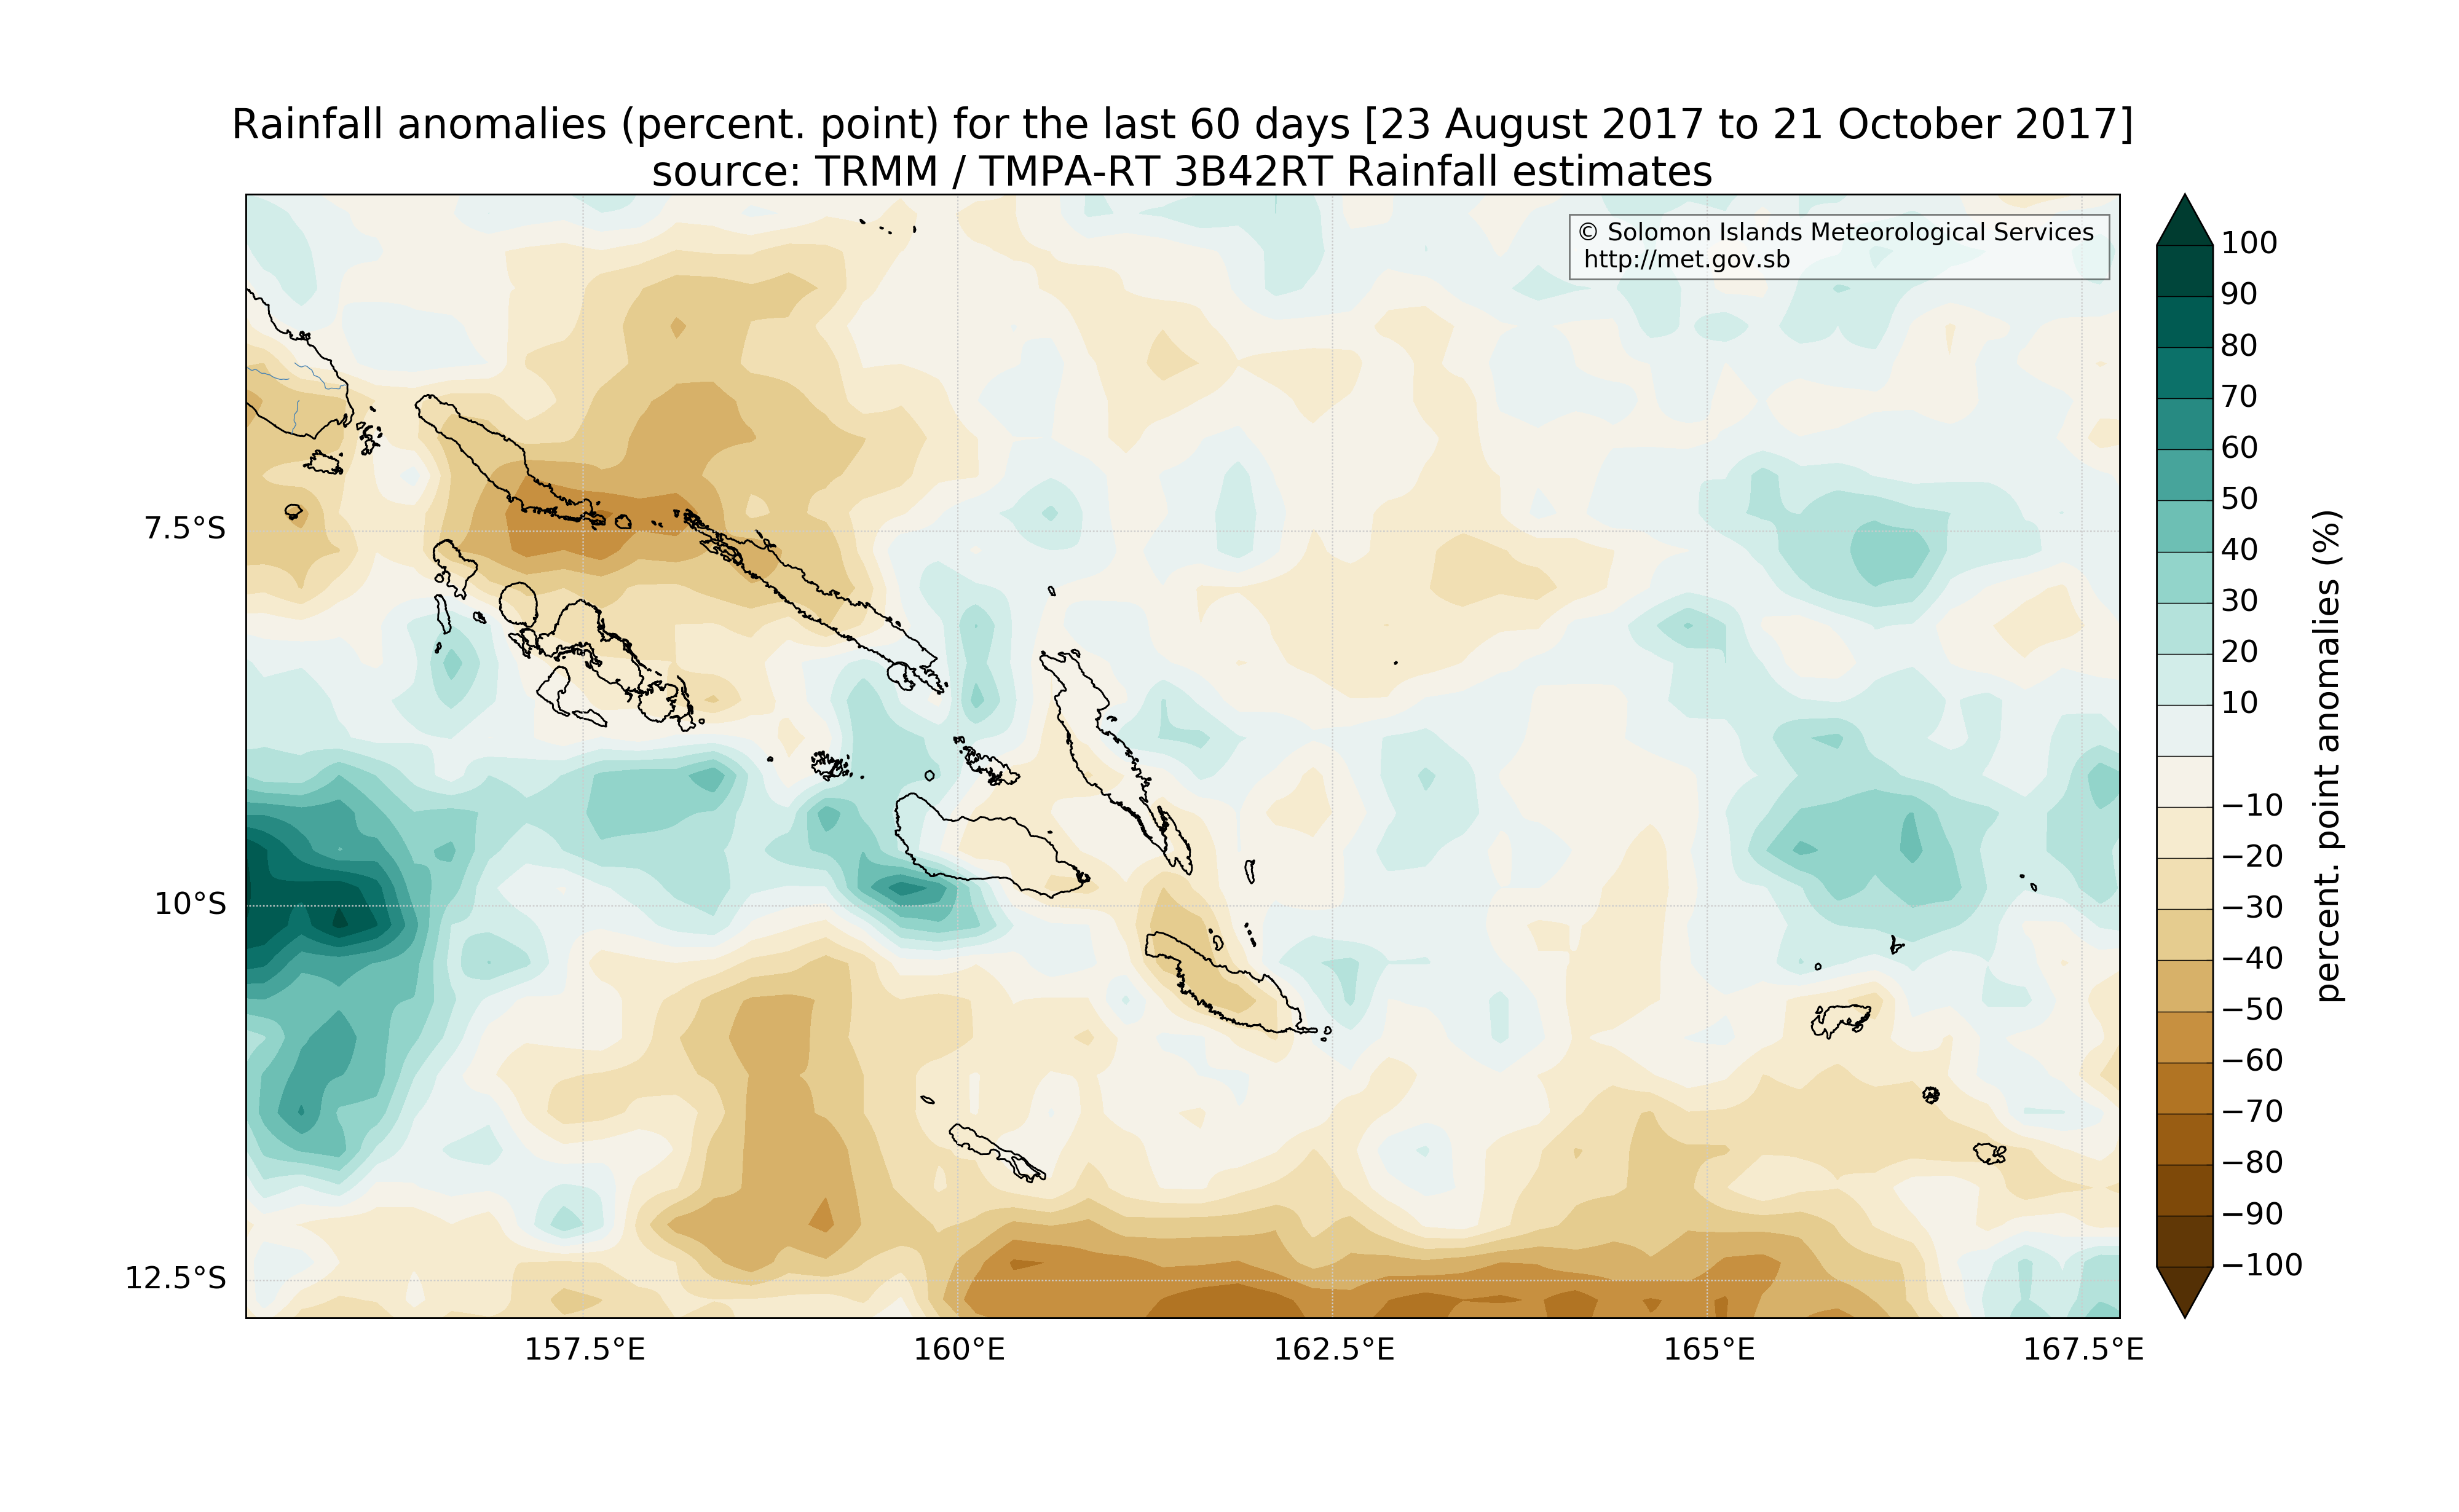 Rainfall anomalies (percent. point) for the last 60 days [23 August 2017 to 21 October 2017]
source: TRMM / TMPA-RT 3B42RT Rainfall estimates
© Solomon Islands Meteorological Services
http://met.gov.sb
7.5°S
10°S
12.5°S
157.5°E
160°E
162.5°E
165°E
167.5°E
100
90
80
70
60
50
40
30
20
10
−10
−20
−30
−40
−50
−60
−70
−80
−90
−100
percent. point anomalies (%)